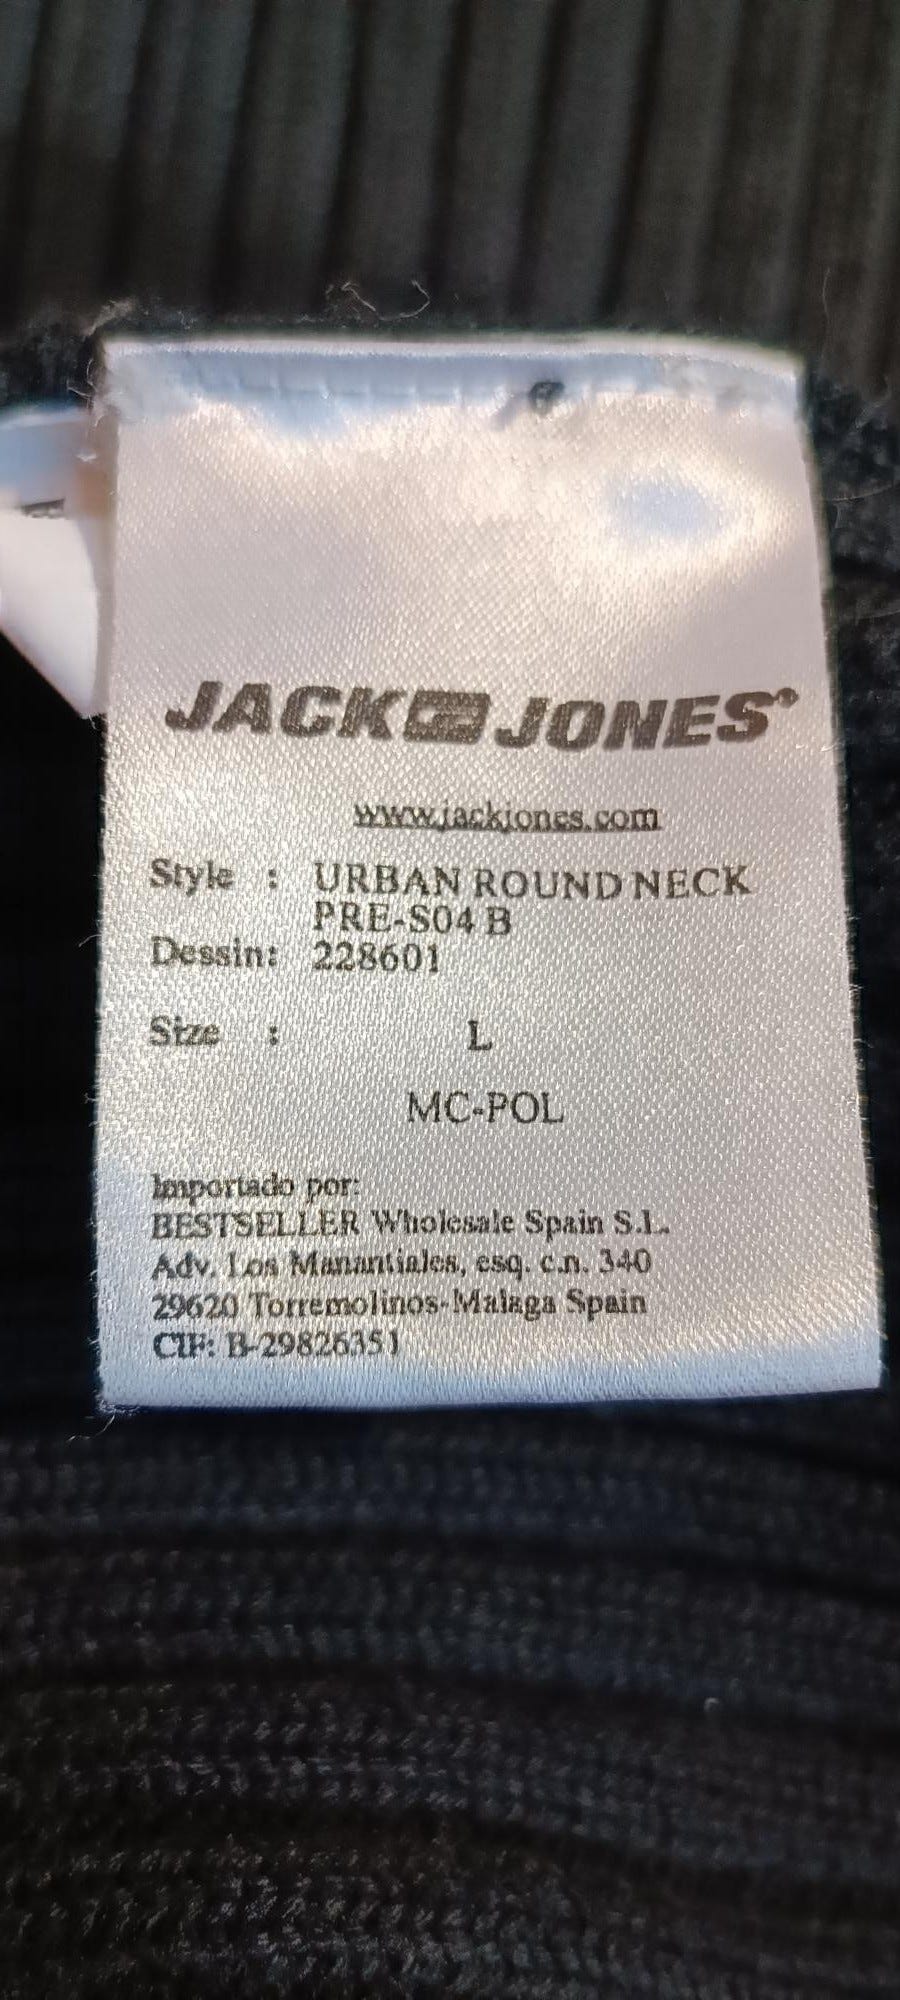 JACK JONES®
www.jackjones.com
Style : URBAN ROUND NECK
PRE-S04 B
Dessin: 228601
Size : L
MC-POL
Importado por:
BESTSELLER Wholesale Spain S.L.
Adv. Los Manantiales, esq. c.n. 340
29620 Torremolinos-Malaga Spain
CIF: B-29826351